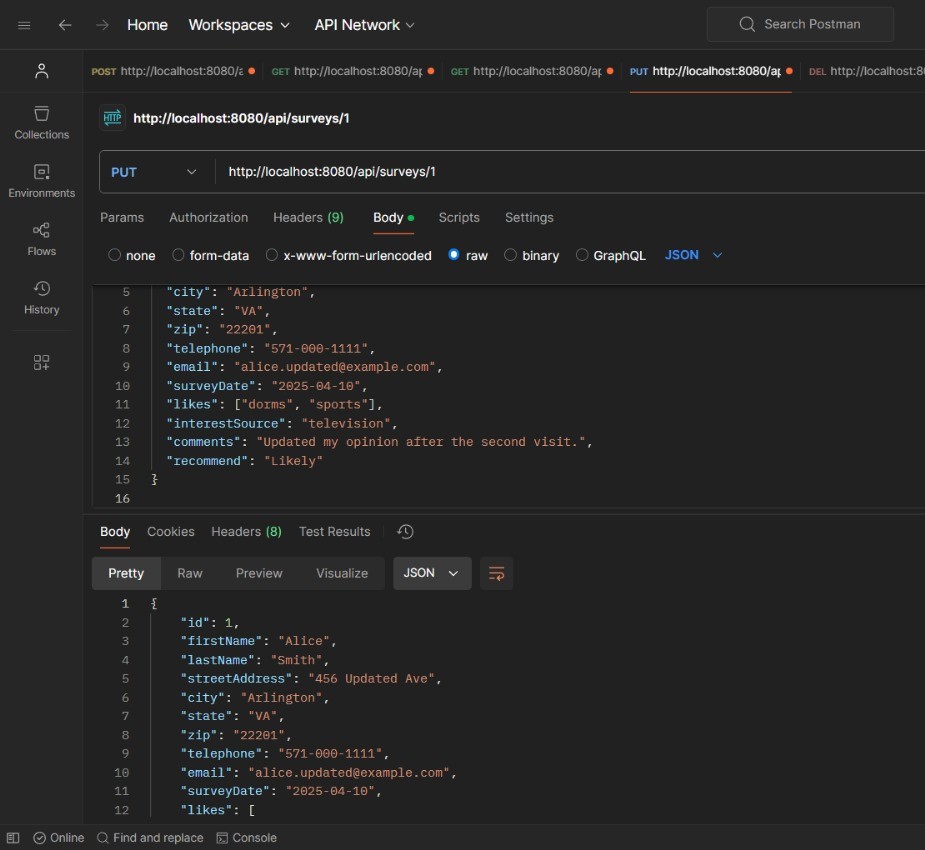 Home Workspaces API Network Search Postman
POST http://localhost:8080/a GET http://localhost:8080/ap GET http://localhost:8080/ap PUT http://localhost:8080/ap DEL http://localhost:8
HTTP http://localhost:8080/api/surveys/1
Collections
PUT http://localhost:8080/api/surveys/1
Environments
Params Authorization Headers (9) Body Scripts Settings
Flows
none form-data x-www-form-urlencoded raw binary GraphQL JSON
History
5 "city": "Arlington",
6 "state": "VA",
7 "zip": "22201",
8 "telephone": "571-000-1111",
9 "email": "alice.updated@example.com",
10 "surveyDate": "2025-04-10",
11 "likes": ["dorms", "sports"],
12 "interestSource": "television",
13 "comments": "Updated my opinion after the second visit.",
14 "recommend": "Likely"
15 }
16
Body Cookies Headers (8) Test Results
Pretty Raw Preview Visualize JSON
1 {
2 "id": 1,
3 "firstName": "Alice",
4 "lastName": "Smith",
5 "streetAddress": "456 Updated Ave",
6 "city": "Arlington",
7 "state": "VA",
8 "zip": "22201",
9 "telephone": "571-000-1111",
10 "email": "alice.updated@example.com",
11 "surveyDate": "2025-04-10",
12 "likes": [
Online Find and replace Console